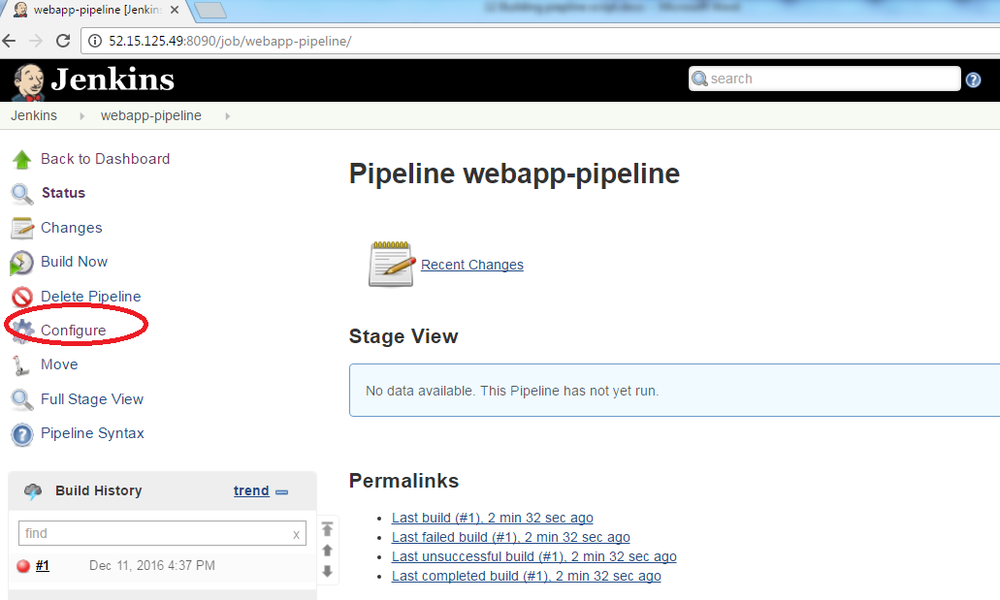 webapp-pipeline [Jenkins
52.15.125.49:8090/job/webapp-pipeline/
Jenkins
search
Jenkins
webapp-pipeline
Back to Dashboard
Status
Changes
Build Now
Delete Pipeline
Configure
Move
Full Stage View
Pipeline Syntax
Build History
trend
find
x
#1
Dec 11, 2016 4:37 PM
Pipeline webapp-pipeline
Recent Changes
Stage View
No data available. This Pipeline has not yet run.
Permalinks
Last build (#1), 2 min 32 sec ago
Last failed build (#1), 2 min 32 sec ago
Last unsuccessful build (#1), 2 min 32 sec ago
Last completed build (#1), 2 min 32 sec ago